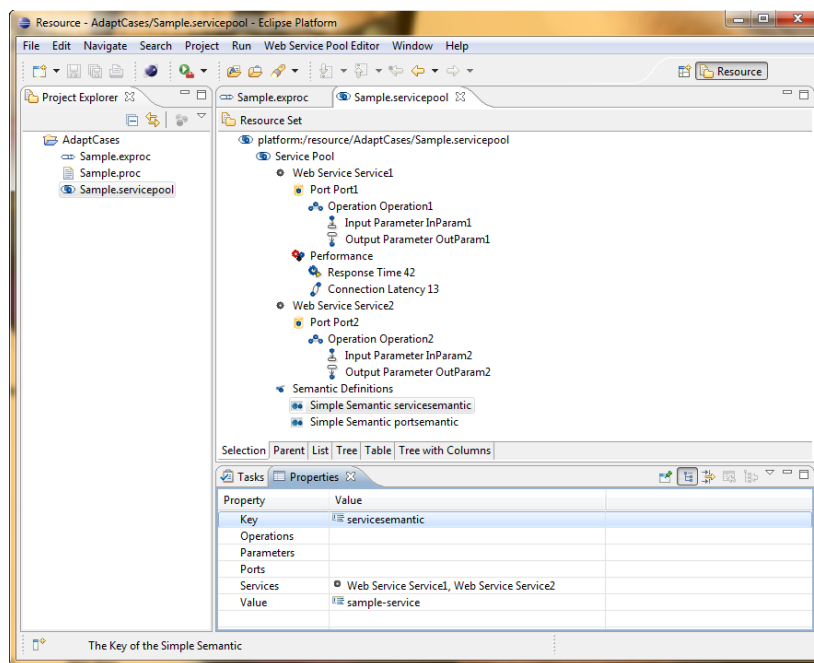 Resource - AdaptCases/Sample.servicepool - Eclipse Platform
File Edit Navigate Search Project Run Web Service Pool Editor Window Help
Resource
Project Explorer
AdaptCases
Sample.exproc
Sample.proc
Sample.servicepool
Sample.exproc Sample.servicepool
Resource Set
platform:/resource/AdaptCases/Sample.servicepool
Service Pool
Web Service Service1
Port Port1
Operation Operation1
Input Parameter InParam1
Output Parameter OutParam1
Performance
Response Time 42
Connection Latency 13
Web Service Service2
Port Port2
Operation Operation2
Input Parameter InParam2
Output Parameter OutParam2
Semantic Definitions
Simple Semantic servicesemantic
Simple Semantic portsemantic
Selection Parent List Tree Table Tree with Columns
Tasks Properties
Property Value
Key servicesemantic
Operations
Parameters
Ports
Services Web Service Service1, Web Service Service2
Value sample-service
The Key of the Simple Semantic